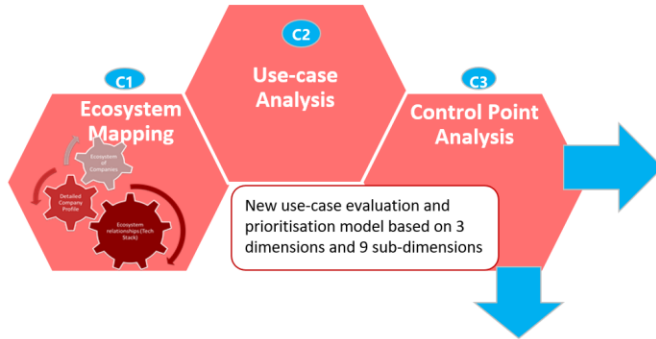 C1
Ecosystem
Mapping
Ecosystem
of
Companies
Detailed
Company
Profile
Ecosystem
relationships.(Tech
Stack)
C2
Use-case
Analysis
New use-case evaluation and
prioritisation model based on 3
dimensions and 9 sub-dimensions
C3
Control Point
Analysis